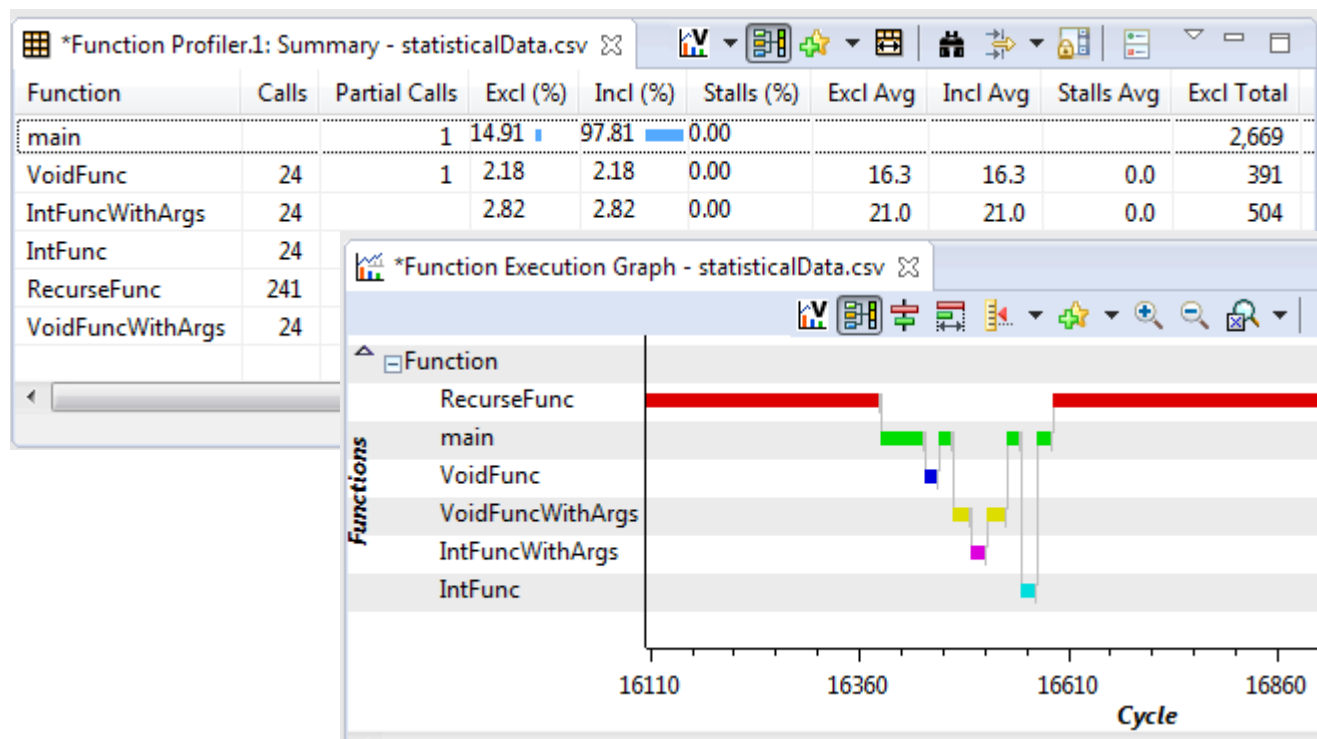 *Function Profiler.1: Summary - statisticalData.csv
Function Calls Partial Calls Excl (%) Incl (%) Stalls (%) Excl Avg Incl Avg Stalls Avg Excl Total
main 1 14.91 97.81 0.00 2,669
VoidFunc 24 1 2.18 2.18 0.00 16.3 16.3 0.0 391
IntFuncWithArgs 24 2.82 2.82 0.00 21.0 21.0 0.0 504
IntFunc 24
RecurseFunc 241
VoidFuncWithArgs 24
*Function Execution Graph - statisticalData.csv
Function
RecurseFunc
main
VoidFunc
VoidFuncWithArgs
IntFuncWithArgs
IntFunc
Functions
16110 16360 16610 16860
Cycle